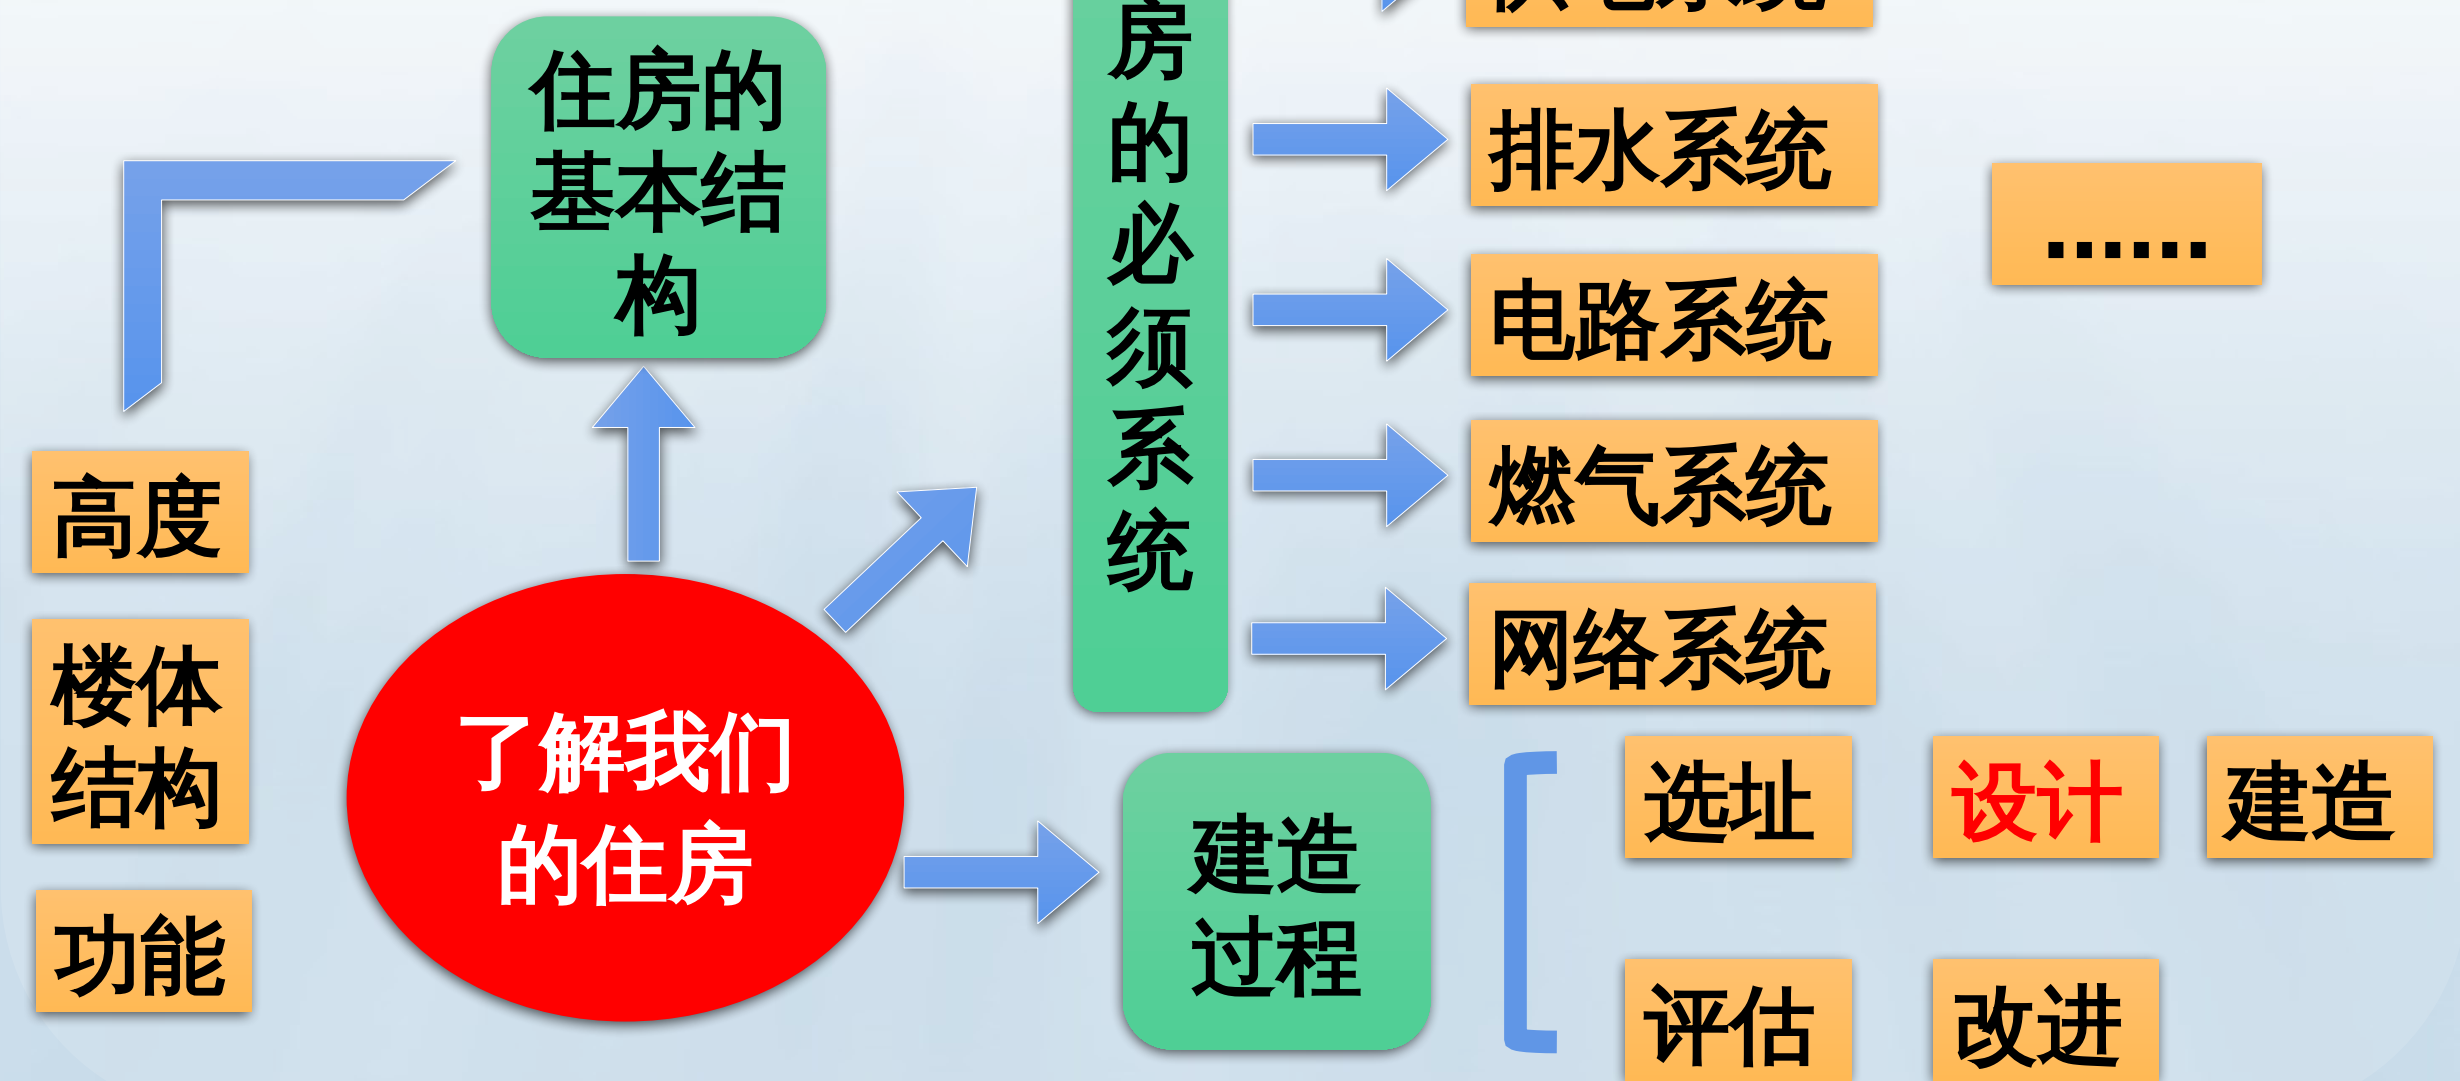 住房的
基本结
构
高度
楼体
结构
功能
了解我们
的住房
房
的
必
须
系
统
排水系统
电路系统
燃气系统
网络系统
......
建造
过程
选址
设计
建造
评估
改进